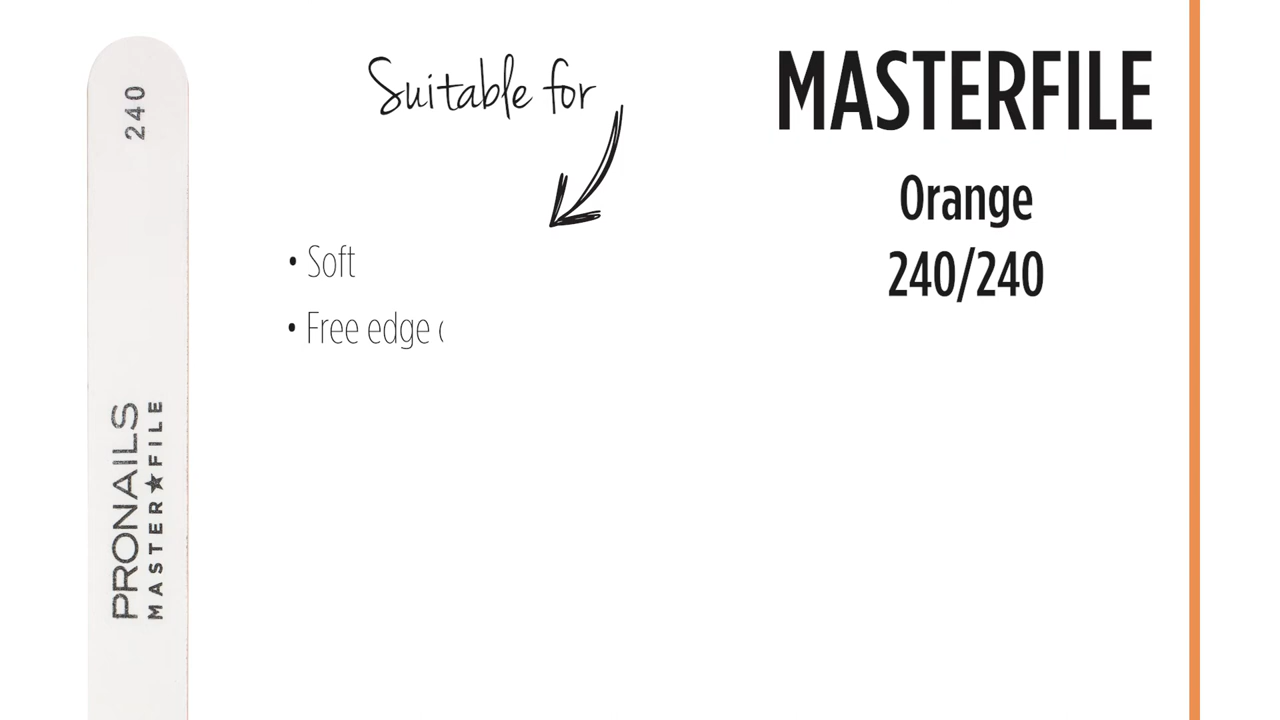 240
PRONAILS
MASTER★FILE
Suitable for
• Soft
• Free edge
MASTERFILE
Orange
240/240